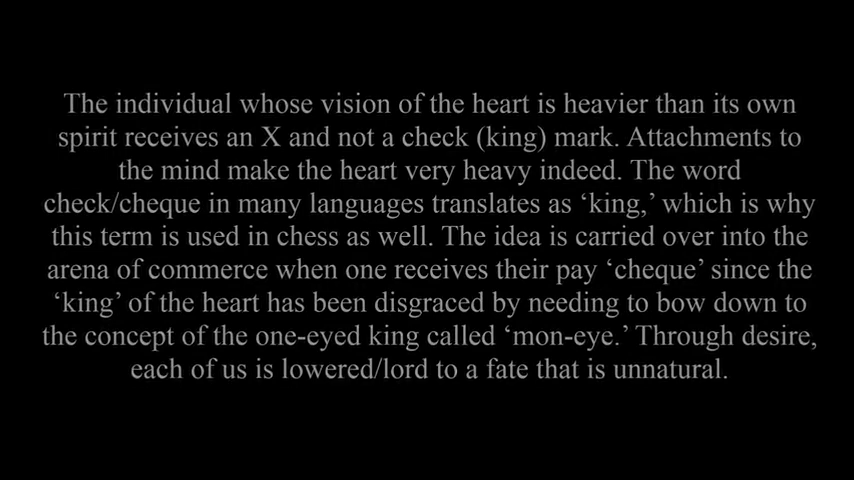 The individual whose vision of the heart is heavier than its own
spirit receives an X and not a check (king) mark. Attachments to
the mind make the heart very heavy indeed. The word
check/cheque in many languages translates as ‘king,’ which is why
this term is used in chess as well. The idea is carried over into the
arena of commerce when one receives their pay ‘cheque’ since the
‘king’ of the heart has been disgraced by needing to bow down to
the concept of the one-eyed king called ‘mon-eye.’ Through desire,
each of us is lowered/lord to a fate that is unnatural.